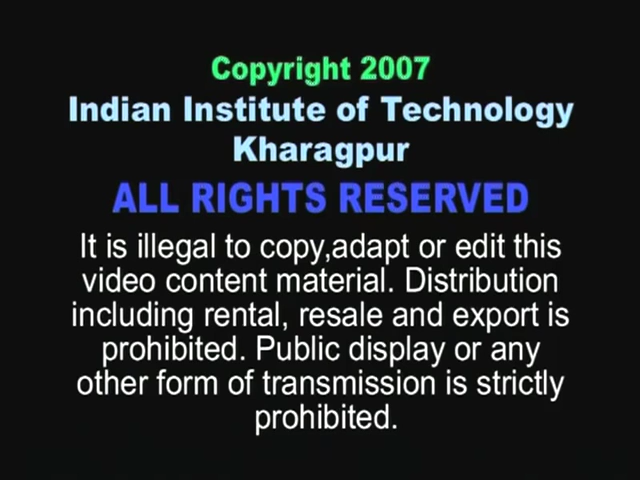 Copyright 2007
Indian Institute of Technology
Kharagpur
ALL RIGHTS RESERVED
It is illegal to copy,adapt or edit this
video content material. Distribution
including rental, resale and export is
prohibited. Public display or any
other form of transmission is strictly
prohibited.